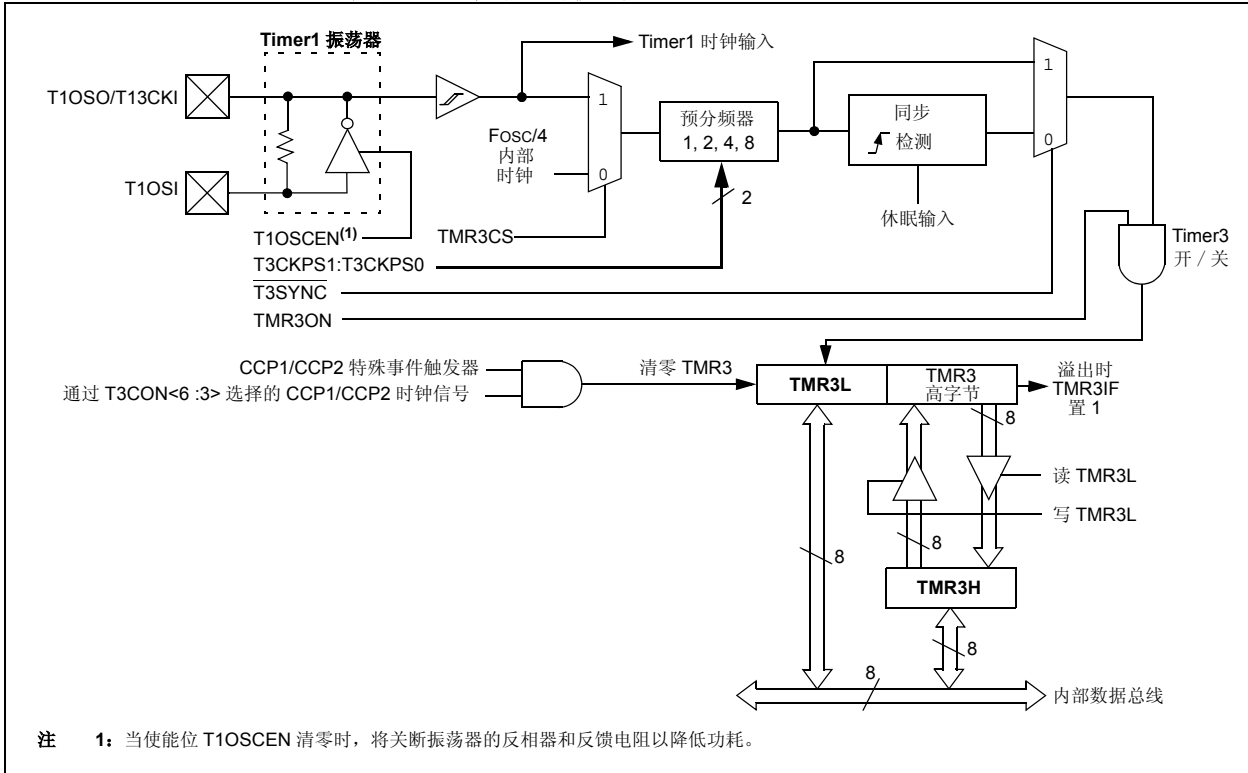 Timer1 振荡器
Timer1 时钟输入
T1OSO/T13CKI
T1OSI
1
FOSC/4
内部
时钟
0
预分频器
1, 2, 4, 8
2
同步
检测
休眠输入
1
0
T1OSCEN(1)
TMR3CS
T3CKPS1:T3CKPS0
T3SYNC
TMR3ON
Timer3
开 / 关
CCP1/CCP2 特殊事件触发器
通过 T3CON<6 :3> 选择的 CCP1/CCP2 时钟信号
清零 TMR3
TMR3L
TMR3
高字节
溢出时
TMR3IF
置 1
8
读 TMR3L
写 TMR3L
8
8
TMR3H
8
8
内部数据总线
注 1: 当使能位 T1OSCEN 清零时，将关断振荡器的反相器和反馈电阻以降低功耗。